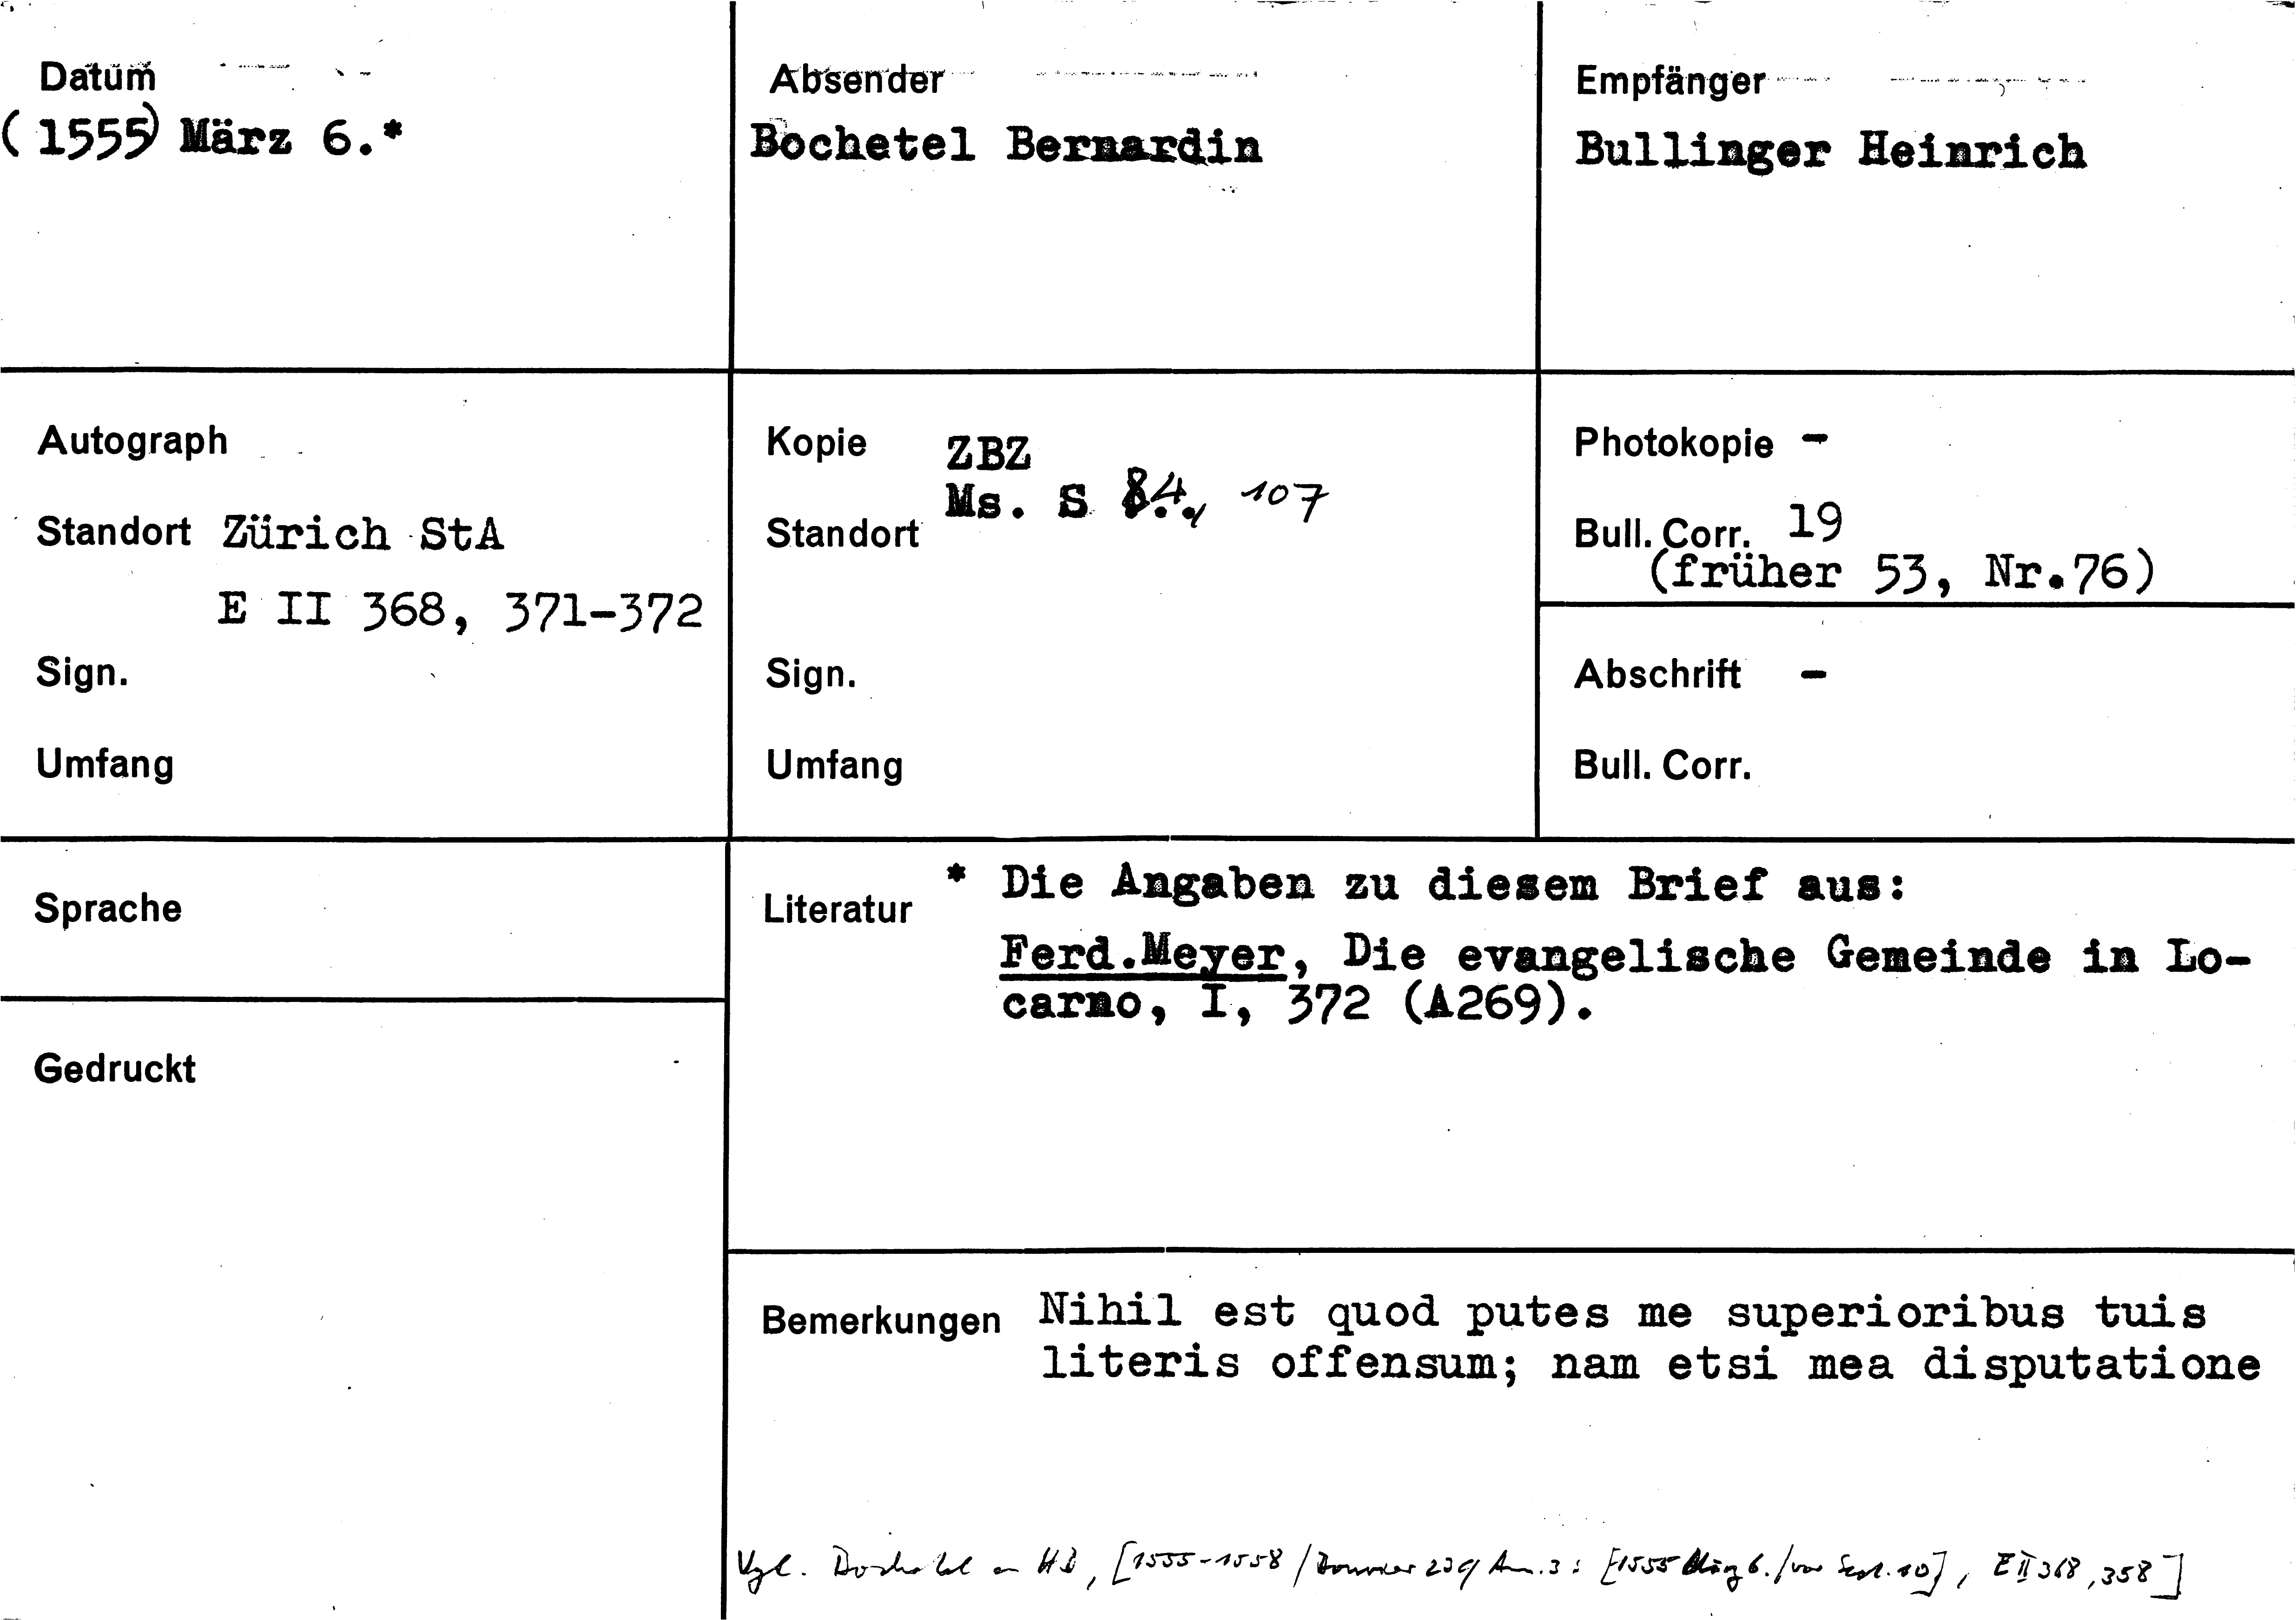 Datum
(1555) März 6.*
Absender
Bochetel Bernardin
Empfänger
Bullinger Heinrich
Autograph
Standort Zürich StA
E II 368, 371-372
Sign.
Umfang
Kopie ZBZ
Ms. S 84, 107
Standort
Sign.
Umfang
Photokopie -
Bull. Corr. 19
(früher 53, Nr.76)
Abschrift -
Bull. Corr.
Sprache
Gedruckt
Literatur * Die Angaben zu diesem Brief aus:
Ferd.Meyer, Die evangelische Gemeinde in Lo-
carno, I, 372 (A269).
Bemerkungen Nihil est quod putes me superioribus tuis
literis offensum; nam etsi mea disputatione
Vgl. Bochetel an HB, [1555-1558 / 239 Anm. 3: [1555 März 6./vor Sept. 10], E II 368, 358]